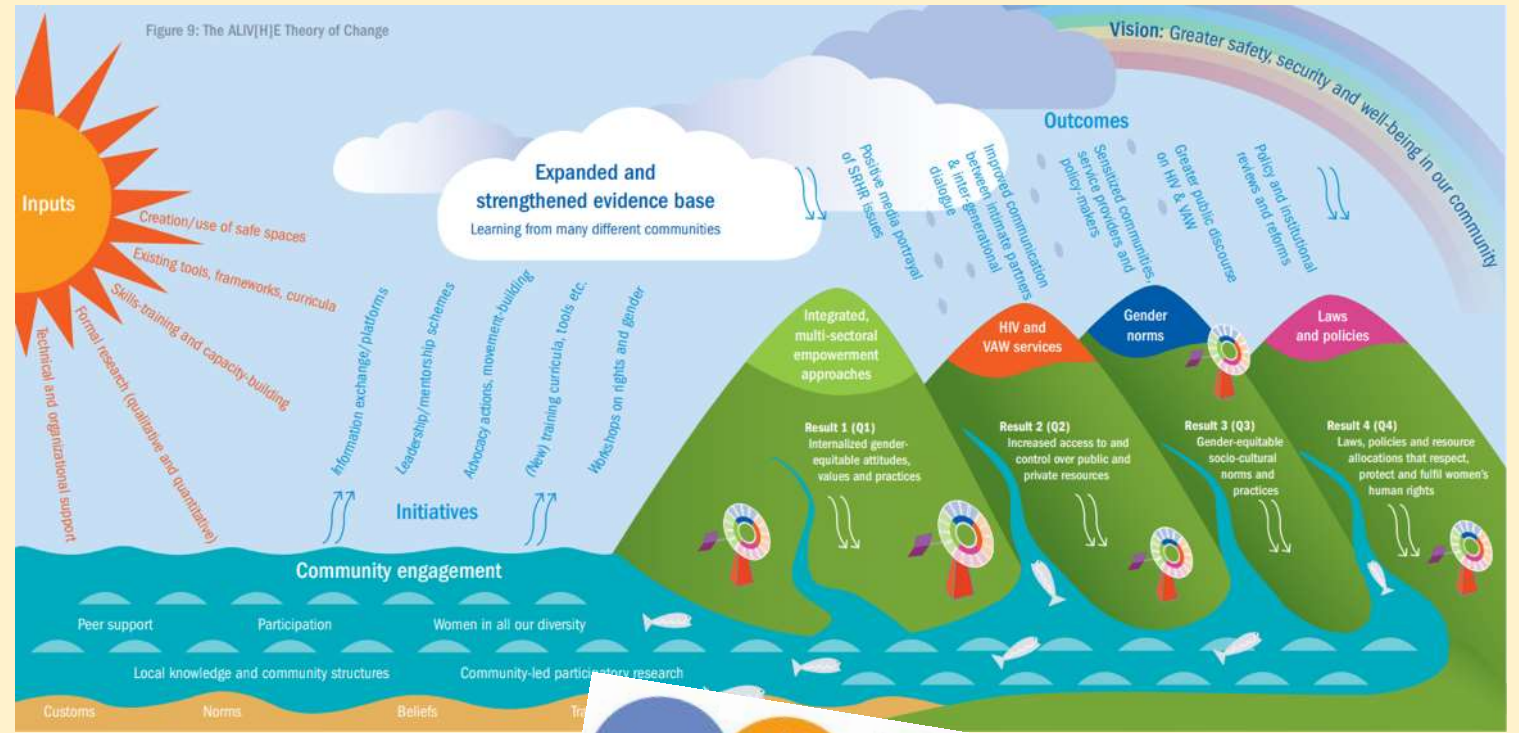 Figure 9: The ALIV[H]E Theory of Change
Vision: Greater safety, security and well-being in our community
Inputs
Creation/use of safe spaces
Existing tools, frameworks, curricula
Skills-training and capacity-building
Formal research (qualitative and quantitative)
Technical and organizational support
Expanded and
strengthened evidence base
Learning from many different communities
Information exchange/platforms
Leadership/mentorship schemes
Advocacy actions, movement-building
(New) training curricula, tools etc.
Workshops on rights and gender
Initiatives
Outcomes
Positive media portrayal
of SRHR issues
Improved communication
between intimate partners
& inter-generational
dialogue
Sensitized communities,
service providers and
policy-makers
Greater public discourse
on HIV & VAW
Policy and institutional
reviews and reforms
Integrated,
multi-sectoral
empowerment
approaches
HIV and
VAW services
Gender
norms
Laws
and policies
Result 1 (Q1)
Internalized gender-
equitable attitudes,
values and practices
Result 2 (Q2)
Increased access to and
control over public and
private resources
Result 3 (Q3)
Gender-equitable
socio-cultural
norms and
practices
Result 4 (Q4)
Laws, policies and resource
allocations that respect,
protect and fulfil women's
human rights
Community engagement
Peer support
Participation
Women in all our diversity
Local knowledge and community structures
Community-led participatory research
Customs
Norms
Beliefs